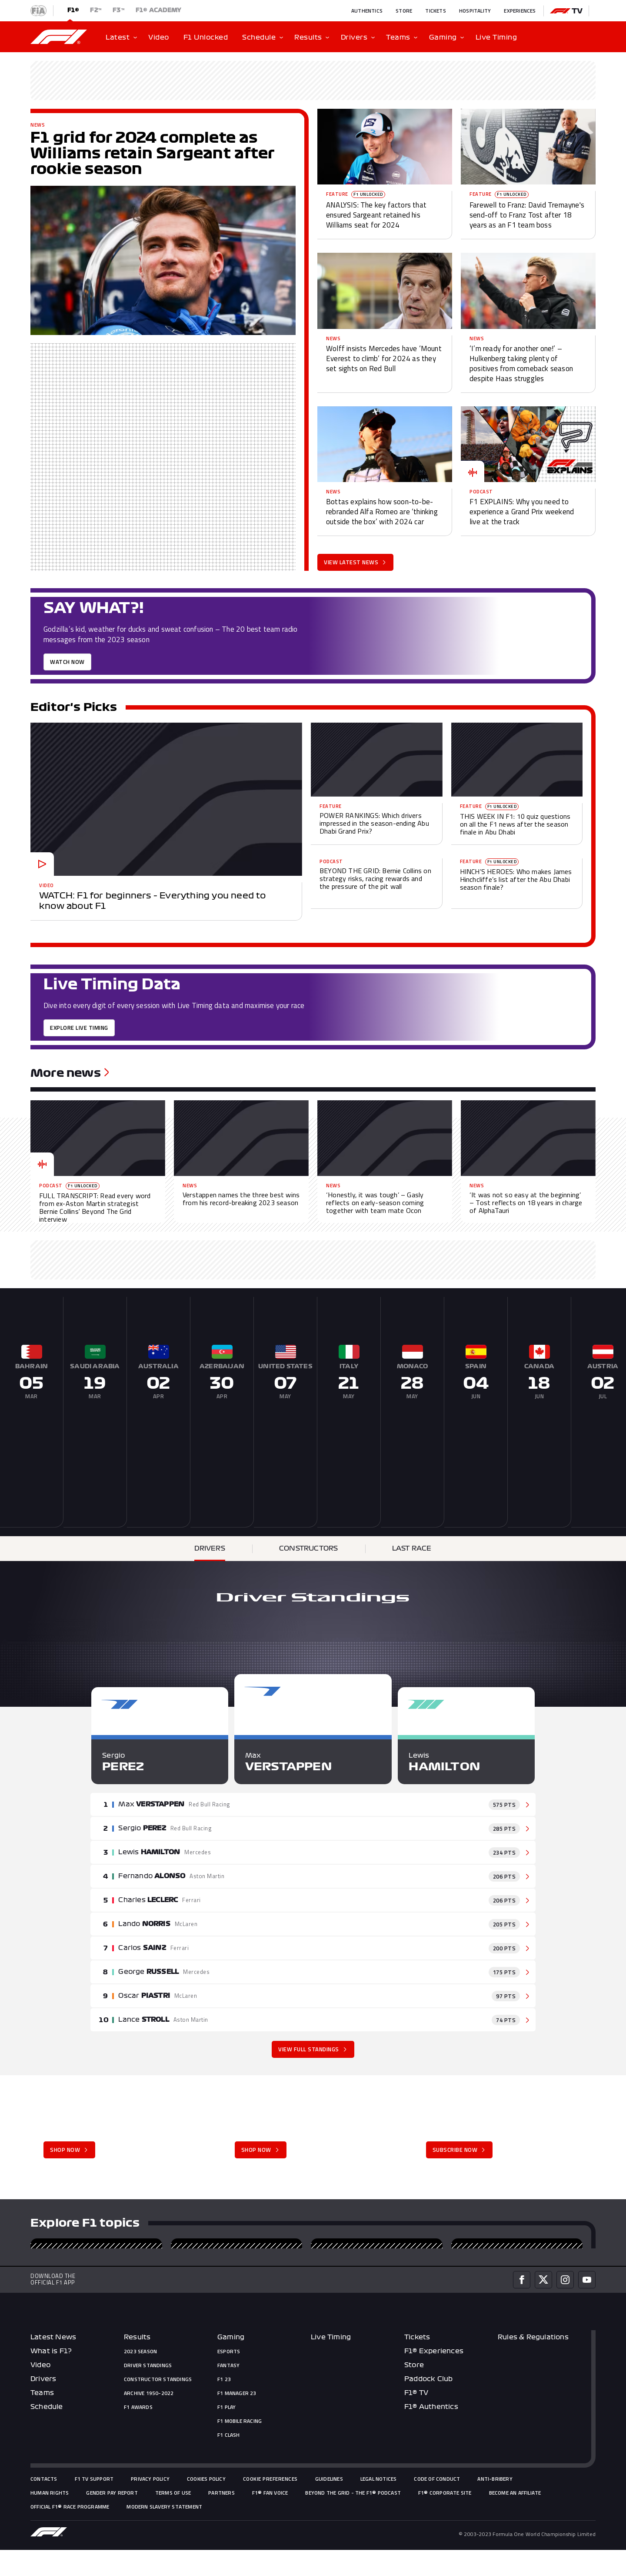 FIA
F1®
F2™
F3™
F1® ACADEMY
AUTHENTICS
STORE
TICKETS
HOSPITALITY
EXPERIENCES
F1 TV
Latest
Video
F1 Unlocked
Schedule
Results
Drivers
Teams
Gaming
Live Timing
NEWS
F1 grid for 2024 complete as
Williams retain Sargeant after
rookie season
FEATURE F1 UNLOCKED
ANALYSIS: The key factors that
ensured Sargeant retained his
Williams seat for 2024
FEATURE F1 UNLOCKED
Farewell to Franz: David Tremayne's
send-off to Franz Tost after 18
years as an F1 team boss
NEWS
Wolff insists Mercedes have 'Mount
Everest to climb' for 2024 as they
set sights on Red Bull
NEWS
'I'm ready for another one!' –
Hulkenberg taking plenty of
positives from comeback season
despite Haas struggles
NEWS
Bottas explains how soon-to-be-
rebranded Alfa Romeo are 'thinking
outside the box' with 2024 car
F1 EXPLAINS
PODCAST
F1 EXPLAINS: Why you need to
experience a Grand Prix weekend
live at the track
VIEW LATEST NEWS
SAY WHAT?!
Godzilla's kid, weather for ducks and sweat confusion – The 20 best team radio
messages from the 2023 season
WATCH NOW
Editor's Picks
VIDEO
WATCH: F1 for beginners - Everything you need to
know about F1
FEATURE
POWER RANKINGS: Which drivers
impressed in the season-ending Abu
Dhabi Grand Prix?
FEATURE F1 UNLOCKED
THIS WEEK IN F1: 10 quiz questions
on all the F1 news after the season
finale in Abu Dhabi
PODCAST
BEYOND THE GRID: Bernie Collins on
strategy risks, racing rewards and
the pressure of the pit wall
FEATURE F1 UNLOCKED
HINCH'S HEROES: Who makes James
Hinchcliffe's list after the Abu Dhabi
season finale?
Live Timing Data
Dive into every digit of every session with Live Timing data and maximise your race
EXPLORE LIVE TIMING
More news
PODCAST F1 UNLOCKED
FULL TRANSCRIPT: Read every word
from ex-Aston Martin strategist
Bernie Collins' Beyond The Grid
interview
NEWS
Verstappen names the three best wins
from his record-breaking 2023 season
NEWS
'Honestly, it was tough' – Gasly
reflects on early-season coming
together with team mate Ocon
NEWS
'It was not so easy at the beginning'
– Tost reflects on 18 years in charge
of AlphaTauri
BAHRAIN
05
MAR
SAUDI ARABIA
19
MAR
AUSTRALIA
02
APR
AZERBAIJAN
30
APR
UNITED STATES
07
MAY
ITALY
21
MAY
MONACO
28
MAY
SPAIN
04
JUN
CANADA
18
JUN
AUSTRIA
02
JUL
DRIVERS
CONSTRUCTORS
LAST RACE
Driver Standings
Sergio
PEREZ
Max
VERSTAPPEN
Lewis
HAMILTON
1 Max VERSTAPPEN Red Bull Racing 575 PTS
2 Sergio PEREZ Red Bull Racing 285 PTS
3 Lewis HAMILTON Mercedes 234 PTS
4 Fernando ALONSO Aston Martin 206 PTS
5 Charles LECLERC Ferrari 206 PTS
6 Lando NORRIS McLaren 205 PTS
7 Carlos SAINZ Ferrari 200 PTS
8 George RUSSELL Mercedes 175 PTS
9 Oscar PIASTRI McLaren 97 PTS
10 Lance STROLL Aston Martin 74 PTS
VIEW FULL STANDINGS
SHOP NOW
SHOP NOW
SUBSCRIBE NOW
Explore F1 topics
DOWNLOAD THE
OFFICIAL F1 APP
Latest News
What is F1?
Video
Drivers
Teams
Schedule
Results
2023 SEASON
DRIVER STANDINGS
CONSTRUCTOR STANDINGS
ARCHIVE 1950-2022
F1 AWARDS
Gaming
ESPORTS
FANTASY
F1 23
F1 MANAGER 23
F1 PLAY
F1 MOBILE RACING
F1 CLASH
Live Timing
Tickets
F1® Experiences
Store
Paddock Club
F1® TV
F1® Authentics
Rules & Regulations
CONTACTS
F1 TV SUPPORT
PRIVACY POLICY
COOKIES POLICY
COOKIE PREFERENCES
GUIDELINES
LEGAL NOTICES
CODE OF CONDUCT
ANTI-BRIBERY
HUMAN RIGHTS
GENDER PAY REPORT
TERMS OF USE
PARTNERS
F1® FAN VOICE
BEYOND THE GRID - THE F1® PODCAST
F1® CORPORATE SITE
BECOME AN AFFILIATE
OFFICIAL F1® RACE PROGRAMME
MODERN SLAVERY STATEMENT
© 2003-2023 Formula One World Championship Limited